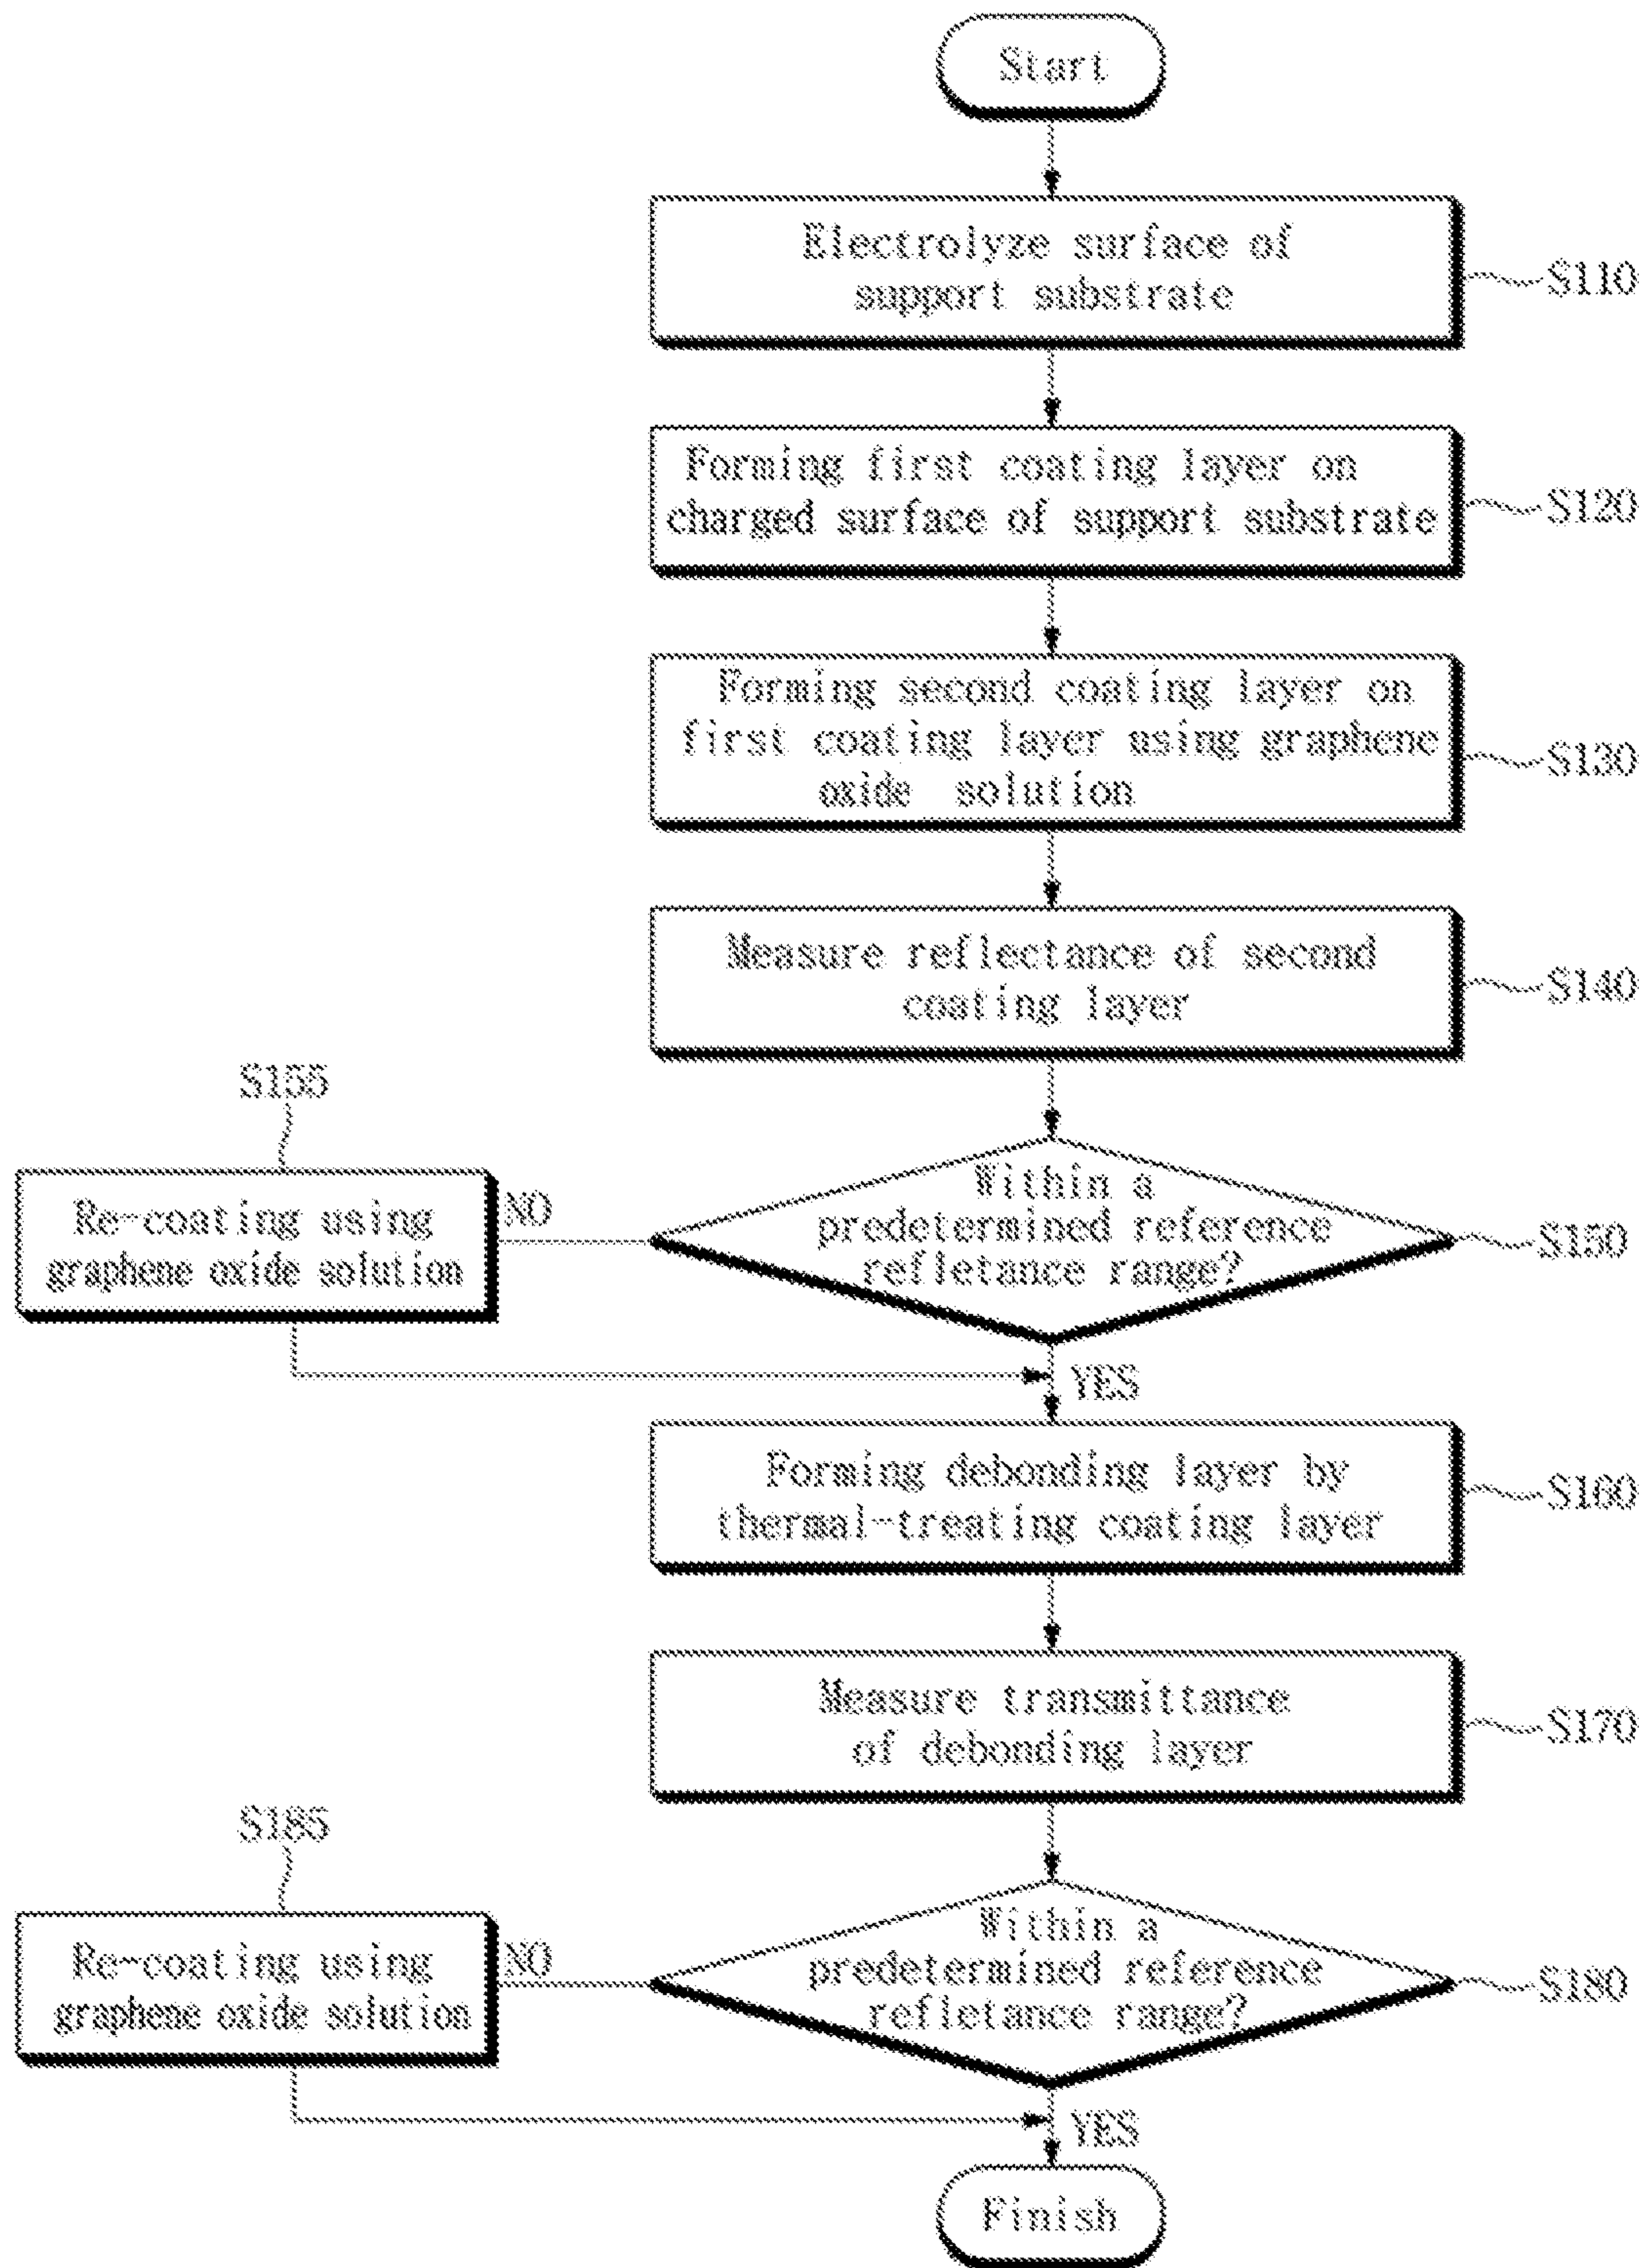 Start
Electrolyze surface of
support substrate
S110
Forming first coating layer on
charged surface of support substrate
S120
Forming second coating layer on
first coating layer using graphene
oxide solution
S130
Measure reflectance of second
coating layer
S140
S155
Re-coating using
graphene oxide solution
NO
Within a
predetermined reference
refletance range?
S150
YES
Forming debonding layer by
thermal-treating coating layer
S160
Measure transmittance
of debonding layer
S170
S185
Re-coating using
graphene oxide solution
NO
Within a
predetermined reference
refletance range?
S180
YES
Finish